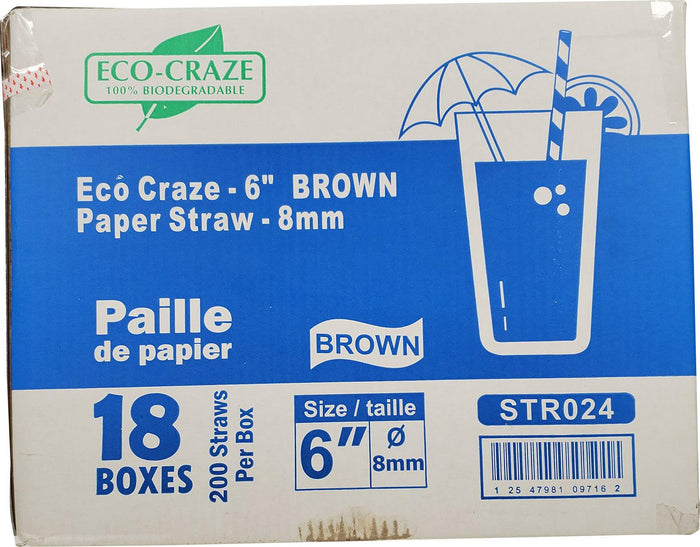 ECO-CRAZE
100% BIODEGRADABLE
Ecô Craze - 6" BROWN
Paper Straw - 8mm
Paille
de papier
BROWN
18
BOXES
200 Straws
Per Box
Size / taille
6"
Ø
8mm
STR024
1 25 47981 09716 2